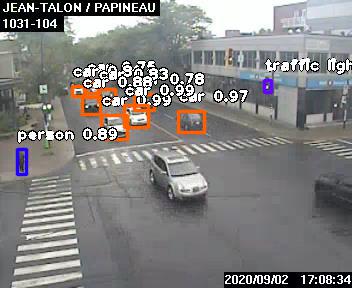 JEAN-TALON / PAPINEAU
1031-104
traffic ligh
car 0.78
car 0.99
car 0.99
car 0.97
person 0.89
2020/09/02 17:08:34